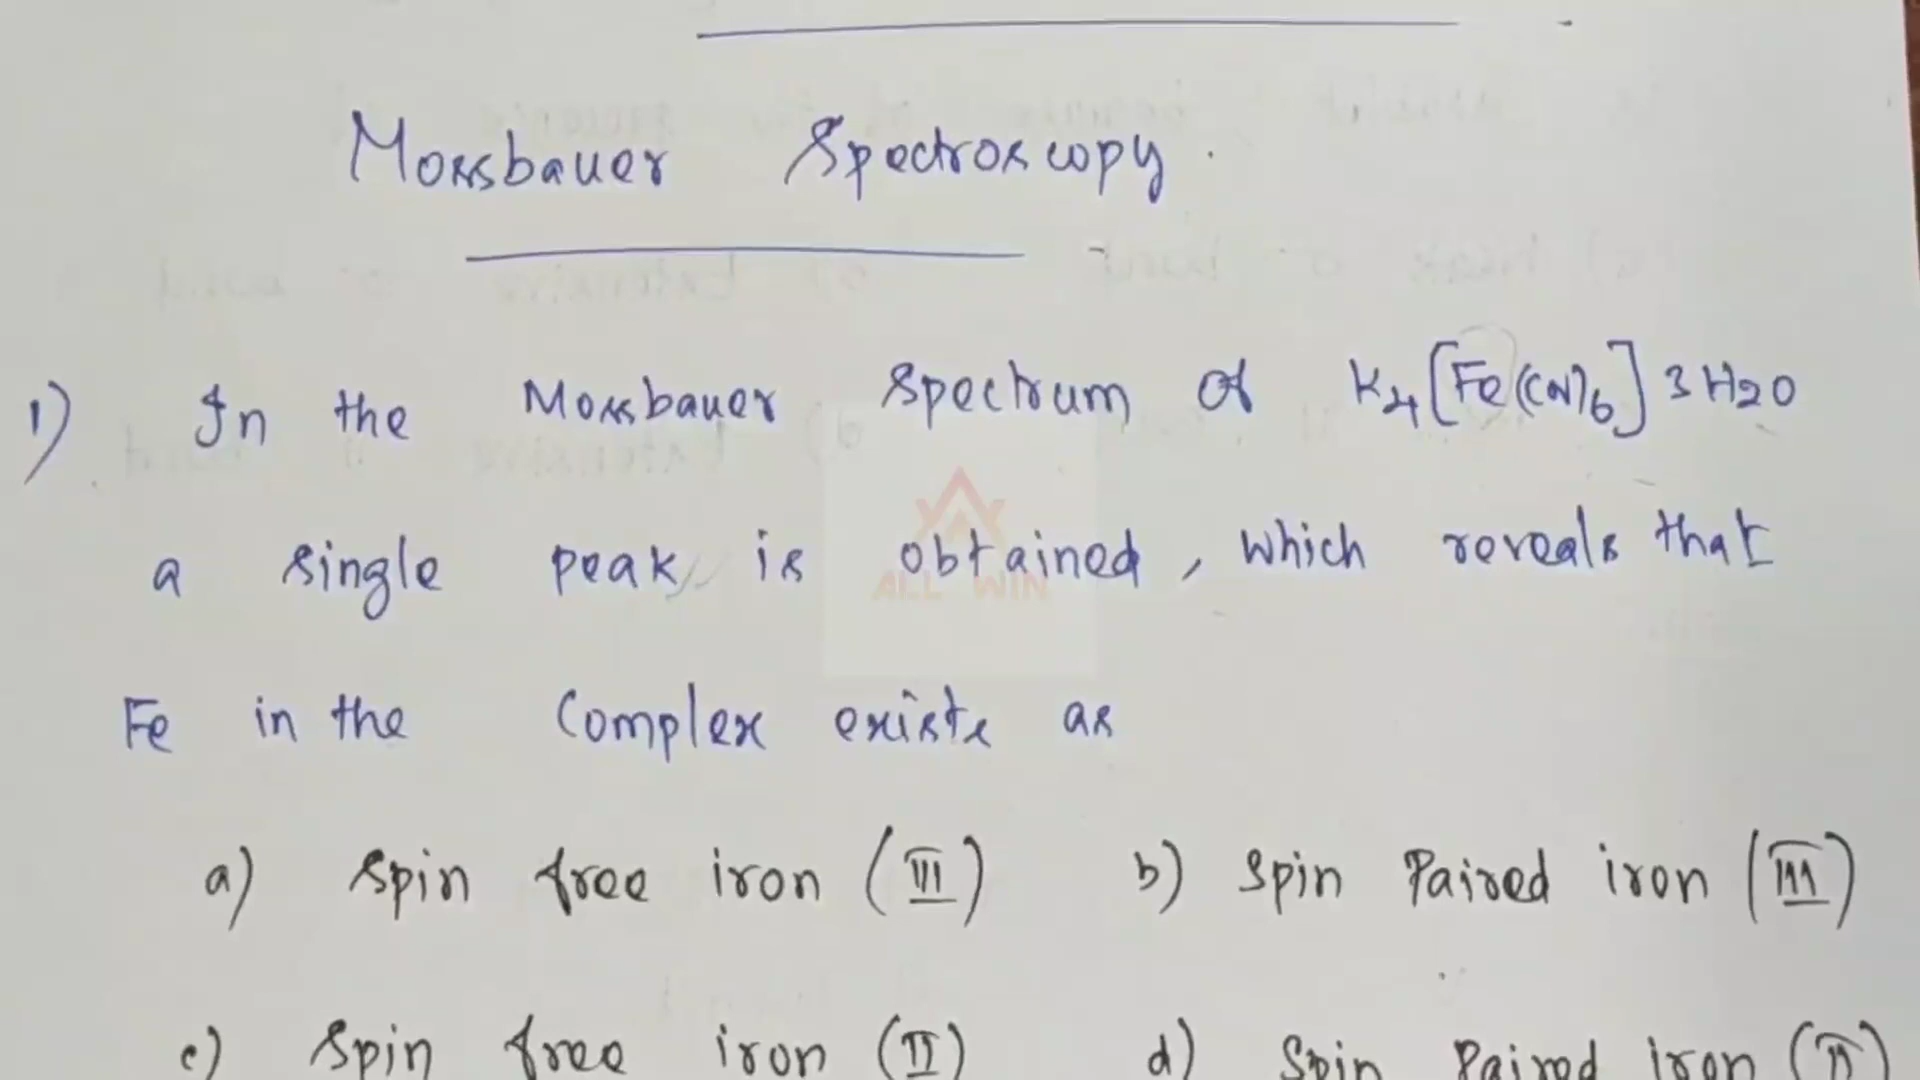 Mossbauer Spectroscopy.
1) In the Mossbauer spectrum of K4[Fe(CN)6] 3H2O
a single peak is obtained, which reveals that
ALL WIN
Fe in the complex exists as
a) spin free iron (III) b) spin Paired iron (III)
c) spin free iron (II) d) spin Paired iron (II)